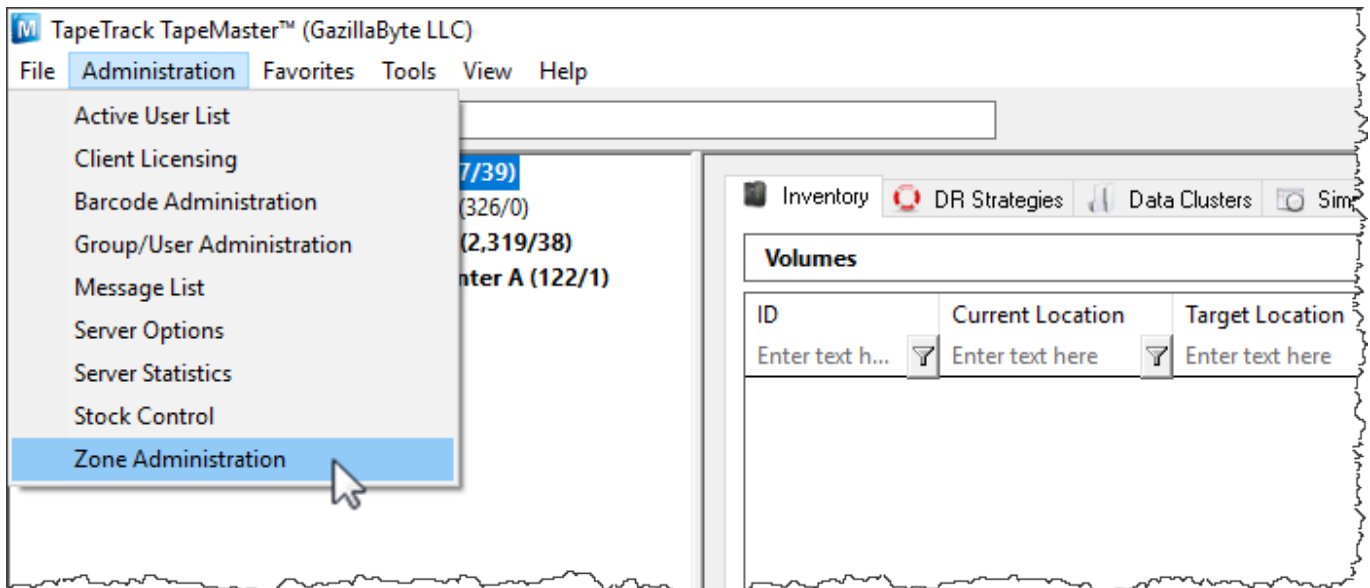 TapeTrack TapeMaster™ (GazillaByte LLC)
File Administration Favorites Tools View Help
Active User List
Client Licensing
Barcode Administration
Group/User Administration
Message List
Server Options
Server Statistics
Stock Control
Zone Administration
7/39)
(326/0)
(2,319/38)
nter A (122/1)
Inventory DR Strategies Data Clusters Sim
Volumes
ID Current Location Target Location
Enter text h... Enter text here Enter text here